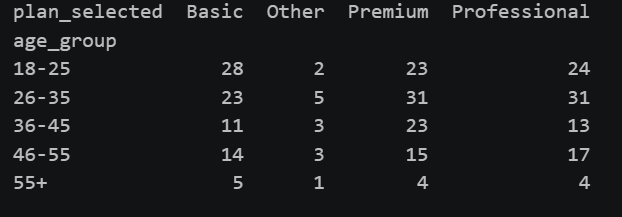 plan_selected  Basic  Other  Premium  Professional
age_group
18-25             28      2       23            24
26-35             23      5       31            31
36-45             11      3       23            13
46-55             14      3       15            17
55+                5      1        4             4